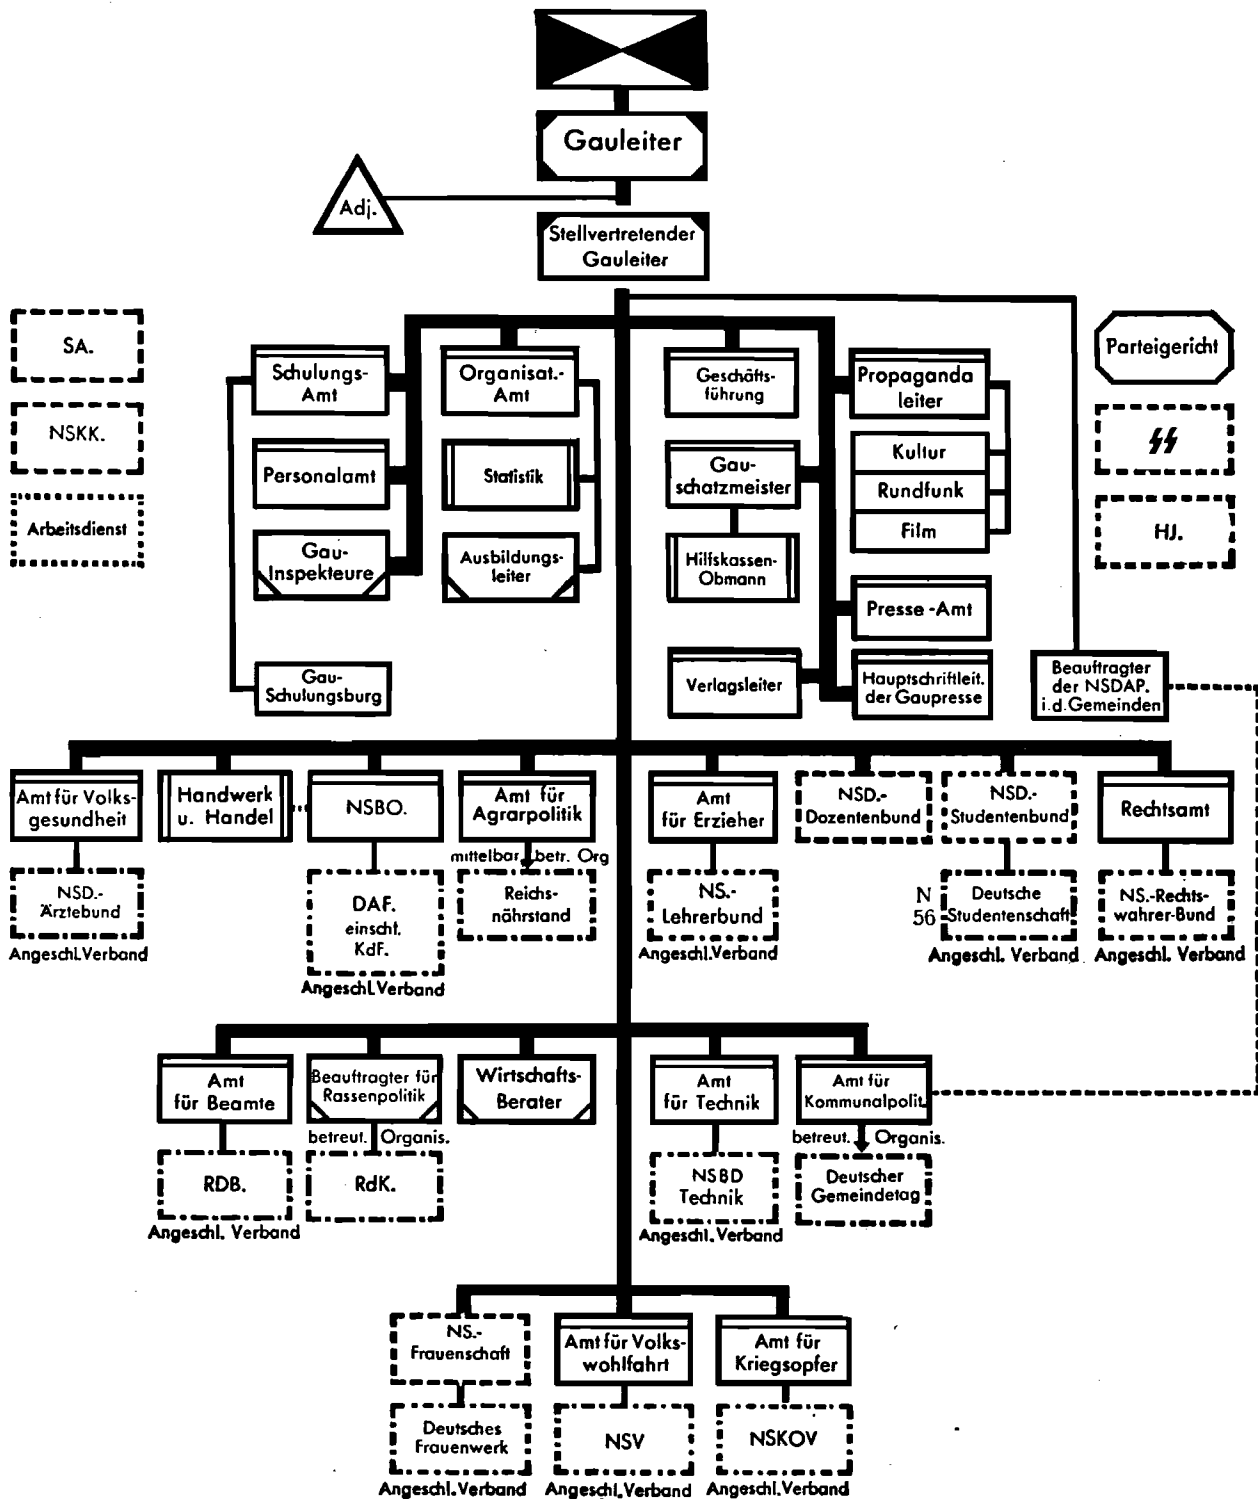 Gauleiter
Adj.
Stellvertretender
Gauleiter
SA.
NSKK.
Arbeitsdienst
Schulungs-
Amt
Personalamt
Gau-
Inspekteure
Gau-
Schulungsburg
Organisat.-
Amt
Statistik
Ausbildungs-
leiter
Geschäfts-
führung
Gau-
schatzmeister
Hilfskassen-
Obmann
Verlagsleiter
Propaganda
leiter
Kultur
Rundfunk
Film
Presse-Amt
Hauptschriftleit.
der Gaupresse
Parteigericht
SS
HJ.
Beauftragter
der NSDAP.
i.d.Gemeinden
Amt für Volks-
gesundheit
NSD.-
Ärztebund
Angeschl.Verband
Handwerk
u. Handel
NSBO.
DAF.
einschl.
KdF.
Angeschl.Verband
Amt für
Agrarpolitik
mittelbar betr. Org
Reichs-
nährstand
Amt
für Erzieher
NS.-
Lehrerbund
Angeschl.Verband
NSD.-
Dozentenbund
NSD.-
Studentenbund
N
56
Deutsche
Studentenschaft
Angeschl. Verband
Rechtsamt
NS.-Rechts-
wahrer-Bund
Angeschl. Verband
Amt
für Beamte
RDB.
Angeschl. Verband
Beauftragter für
Rassenpolitik
betreut. Organis.
RdK.
Wirtschafts-
Berater
Amt
für Technik
NSBD
Technik
Angeschl. Verband
Amt für
Kommunalpolit.
betreut. Organis.
Deutscher
Gemeindetag
NS.-
Frauenschaft
Deutsches
Frauenwerk
Angeschl.Verband
Amt für Volks-
wohlfahrt
NSV
Angeschl.Verband
Amt für
Kriegsopfer
NSKOV
Angeschl.Verband